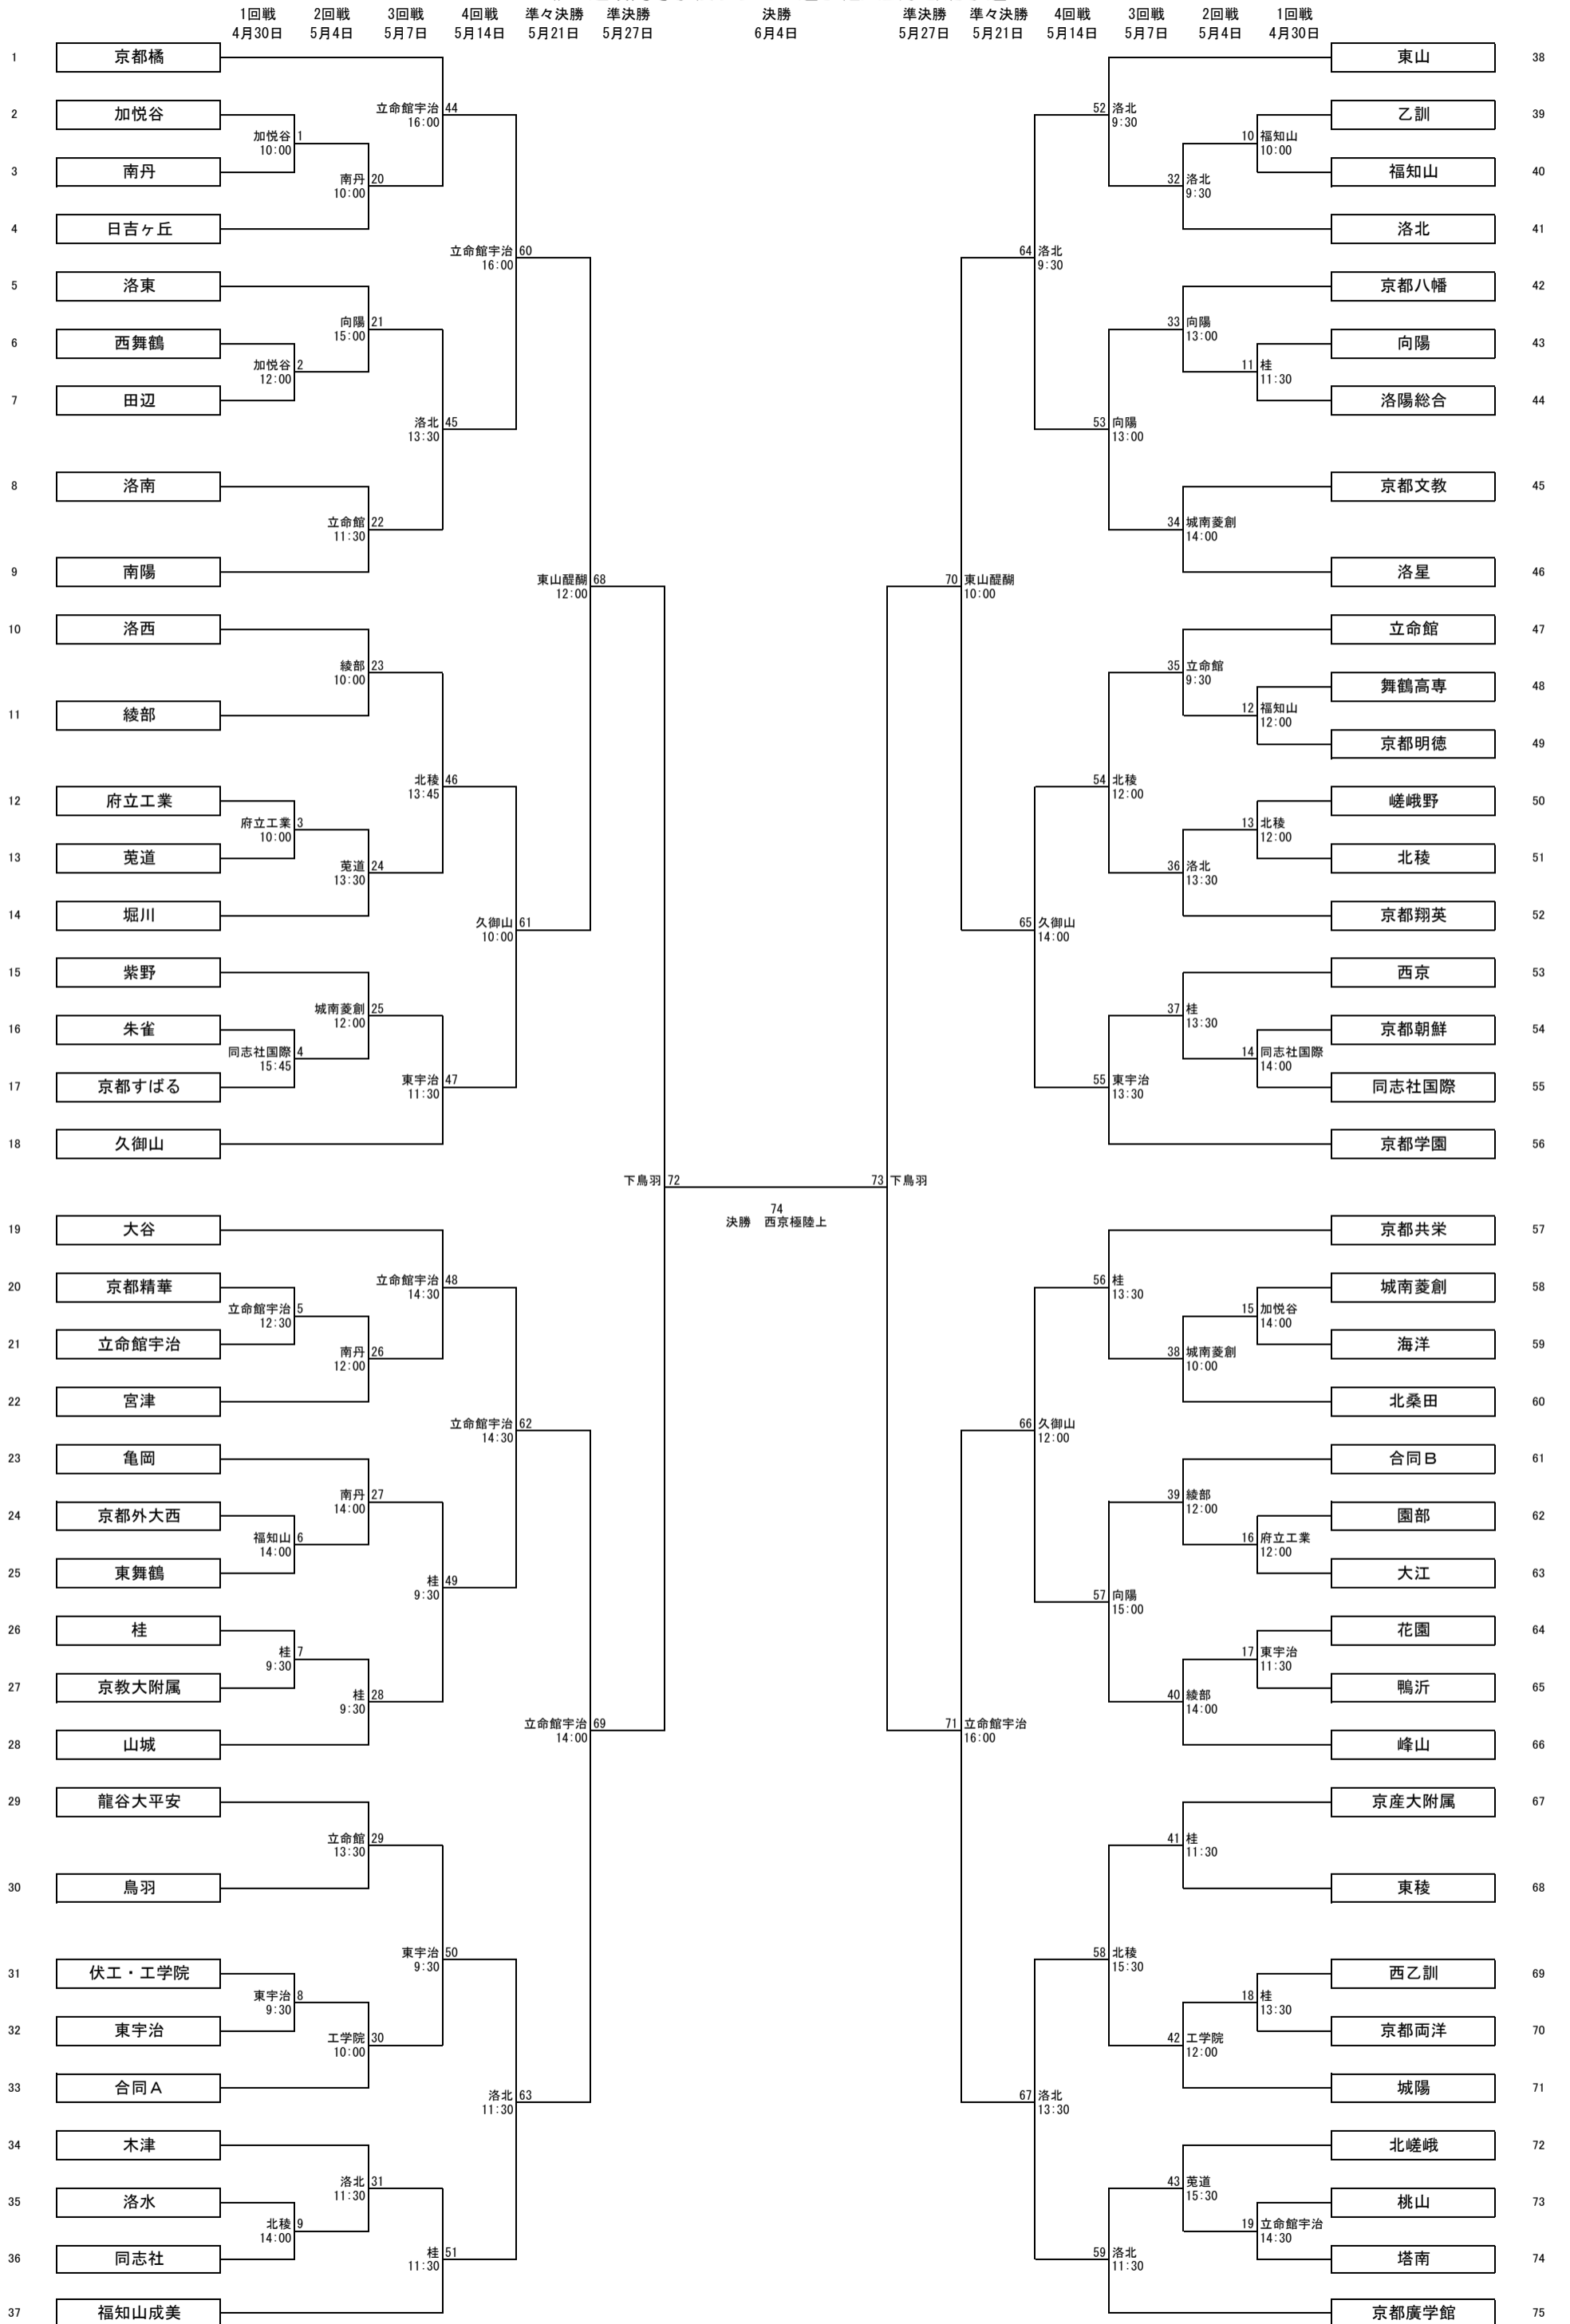 1回戦 2回戦 3回戦 4回戦 準々決勝 準決勝 決勝 準決勝 準々決勝 4回戦 3回戦 2回戦 1回戦
4月30日 5月4日 5月7日 5月14日 5月21日 5月27日 6月4日 5月27日 5月21日 5月14日 5月7日 5月4日 4月30日
1 京都橘 東山 38
立命館宇治 44 52 洛北
16:00 9:30
2 加悦谷 乙訓 39
加悦谷 1 10 福知山
10:00 10:00
3 南丹 福知山 40
南丹 20 32 洛北
10:00 9:30
4 日吉ヶ丘 洛北 41
立命館宇治 60 64 洛北
16:00 9:30
5 洛東 京都八幡 42
向陽 21 33 向陽
15:00 13:00
6 西舞鶴 向陽 43
加悦谷 2 11 桂
12:00 11:30
7 田辺 洛陽総合 44
洛北 45 53 向陽
13:30 13:00
8 洛南 京都文教 45
立命館 22 34 城南菱創
11:30 14:00
9 南陽 洛星 46
東山醍醐 68 70 東山醍醐
12:00 10:00
10 洛西 立命館 47
綾部 23 35 立命館
10:00 9:30
舞鶴高専 48
11 綾部 12 福知山
12:00
京都明徳 49
北稜 46 54 北稜
13:45 12:00
12 府立工業 嵯峨野 50
府立工業 3 13 北稜
10:00 12:00
13 莵道 北稜 51
莵道 24 36 洛北
13:30 13:30
14 堀川 京都翔英 52
久御山 61 65 久御山
10:00 14:00
15 紫野 西京 53
城南菱創 25 37 桂
12:00 13:30
16 朱雀 京都朝鮮 54
同志社国際 4 14 同志社国際
15:45 14:00
17 京都すばる 同志社国際 55
東宇治 47 55 東宇治
11:30 13:30
18 久御山 京都学園 56
下鳥羽 72 73 下鳥羽
74
決勝 西京極陸上
19 大谷 京都共栄 57
立命館宇治 48 56 桂
14:30 13:30
20 京都精華 城南菱創 58
立命館宇治 5 15 加悦谷
12:30 14:00
21 立命館宇治 海洋 59
南丹 26 38 城南菱創
12:00 10:00
22 宮津 北桑田 60
立命館宇治 62 66 久御山
14:30 12:00
23 亀岡 合同B 61
南丹 27 39 綾部
14:00 12:00
24 京都外大西 園部 62
福知山 6 16 府立工業
14:00 12:00
25 東舞鶴 大江 63
桂 49 57 向陽
9:30 15:00
26 桂 花園 64
桂 7 17 東宇治
9:30 11:30
27 京教大附属 鴨沂 65
桂 28 40 綾部
9:30 14:00
28 山城 峰山 66
立命館宇治 69 71 立命館宇治
14:00 16:00
29 龍谷大平安 京産大附属 67
立命館 29 41 桂
13:30 11:30
30 鳥羽 東稜 68
東宇治 50 58 北稜
9:30 15:30
31 伏工・工学院 西乙訓 69
東宇治 8 18 桂
9:30 13:30
32 東宇治 京都両洋 70
工学院 30 42 工学院
10:00 12:00
33 合同A 城陽 71
洛北 63 67 洛北
11:30 13:30
34 木津 北嵯峨 72
洛北 31 43 莵道
11:30 15:30
35 洛水 桃山 73
北稜 9 19 立命館宇治
14:00 14:30
36 同志社 塔南 74
桂 51 59 洛北
11:30 11:30
37 福知山成美 京都廣学館 75